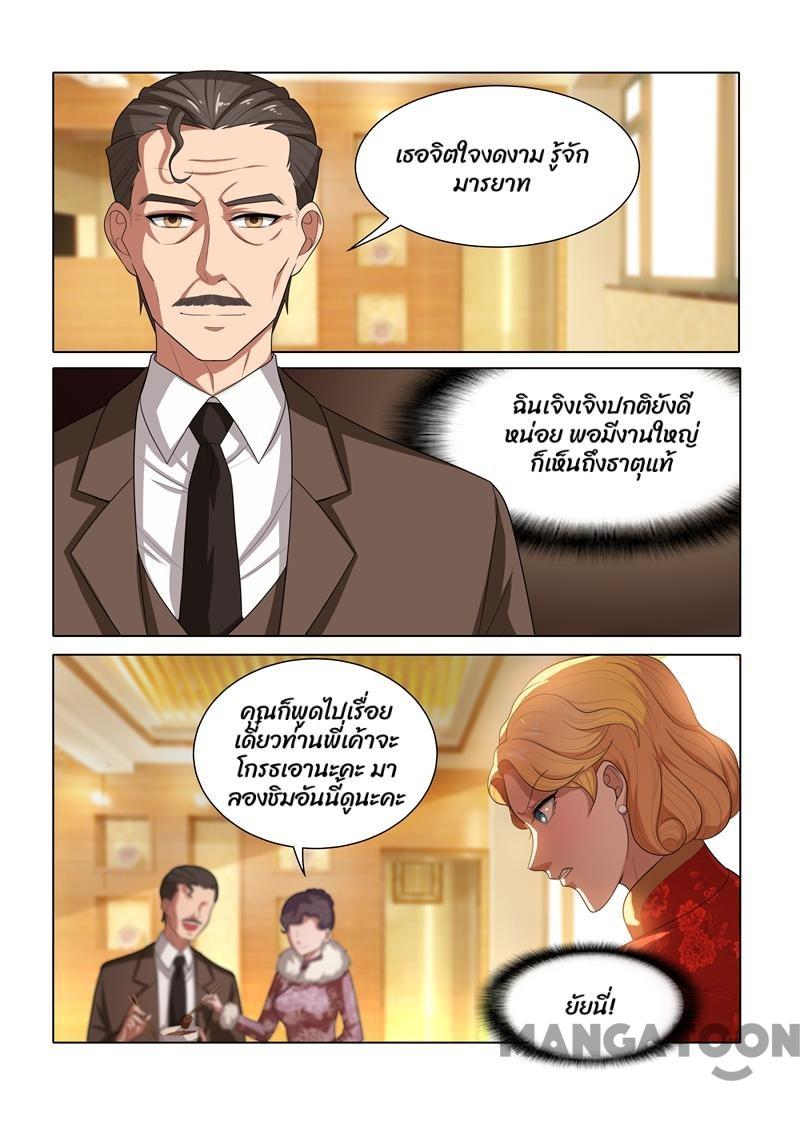 เธอจิตใจงดงาม รู้จัก
มารยาท
ฉินเจิงเจิงปกติยังดี
หน่อย พอมีงานใหญ่
ก็เห็นถึงธาตุแท้
คุณก็พูดไปเรื่อย
เดี๋ยวท่านพี่เค้าจะ
โกรธเอานะคะ มา
ลองชิมอันนี้ดูนะคะ
ยัยนี่!
MANGATOON